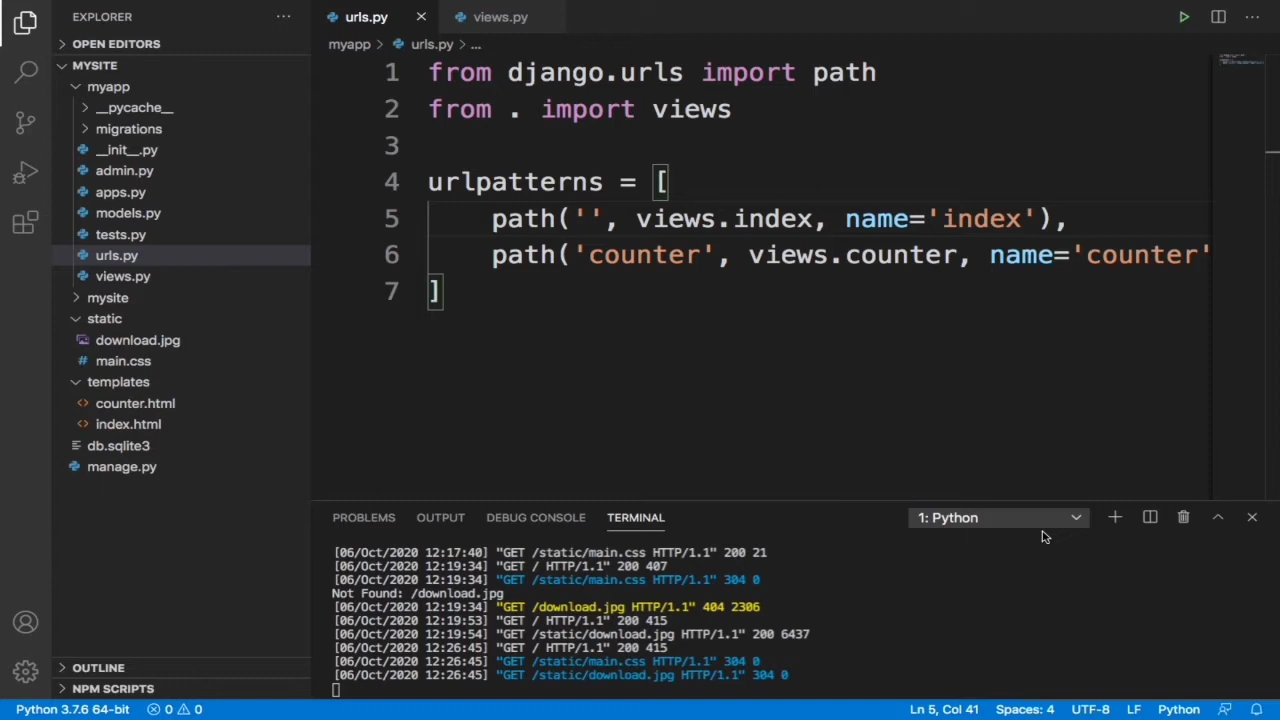 EXPLORER
OPEN EDITORS
MYSITE
myapp
__pycache__
migrations
__init__.py
admin.py
apps.py
models.py
tests.py
urls.py
views.py
mysite
static
download.jpg
# main.css
templates
<> counter.html
<> index.html
db.sqlite3
manage.py
OUTLINE
NPM SCRIPTS
urls.py views.py
myapp > urls.py > ...
1 from django.urls import path
2 from . import views
3
4 urlpatterns = [
5 path('', views.index, name='index'),
6 path('counter', views.counter, name='counter'
7 ]
PROBLEMS OUTPUT DEBUG CONSOLE TERMINAL 1: Python
[06/Oct/2020 12:17:40] "GET /static/main.css HTTP/1.1" 200 21
[06/Oct/2020 12:19:34] "GET / HTTP/1.1" 200 407
[06/Oct/2020 12:19:34] "GET /static/main.css HTTP/1.1" 304 0
Not Found: /download.jpg
[06/Oct/2020 12:19:34] "GET /download.jpg HTTP/1.1" 404 2306
[06/Oct/2020 12:19:53] "GET / HTTP/1.1" 200 415
[06/Oct/2020 12:19:54] "GET /static/download.jpg HTTP/1.1" 200 6437
[06/Oct/2020 12:26:45] "GET / HTTP/1.1" 200 415
[06/Oct/2020 12:26:45] "GET /static/main.css HTTP/1.1" 304 0
[06/Oct/2020 12:26:45] "GET /static/download.jpg HTTP/1.1" 304 0
Python 3.7.6 64-bit 0 0 Ln 5, Col 41 Spaces: 4 UTF-8 LF Python